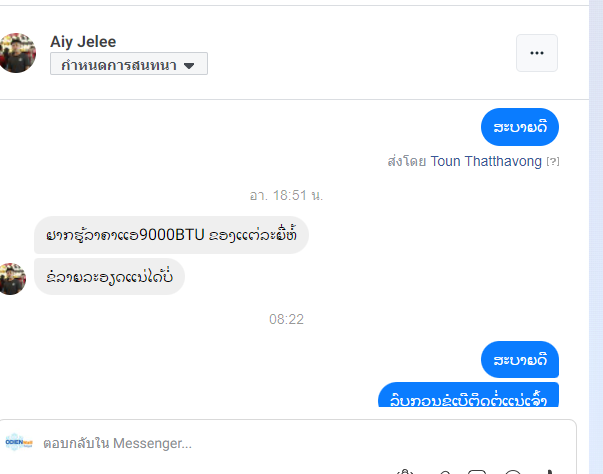 Aiy Jelee
กำหนดการสนทนา
ສະບາຍດີ
ส่งโดย Toun Thatthavong [?]
อา. 18:51 น.
ຢາກຮູ້ລາຄາແອ9000BTU ຂອງແຕ່ລະຍີ່ຫໍ້
ຂໍລາຍລະອຽດແນ່ໄດ້ບໍ່
08:22
ສະບາຍດີ
ລົບກວນຂໍເບີຕິດຕໍ່ແນ່ເຈົ້າ
ODIEN
ตอบกลับใน Messenger...